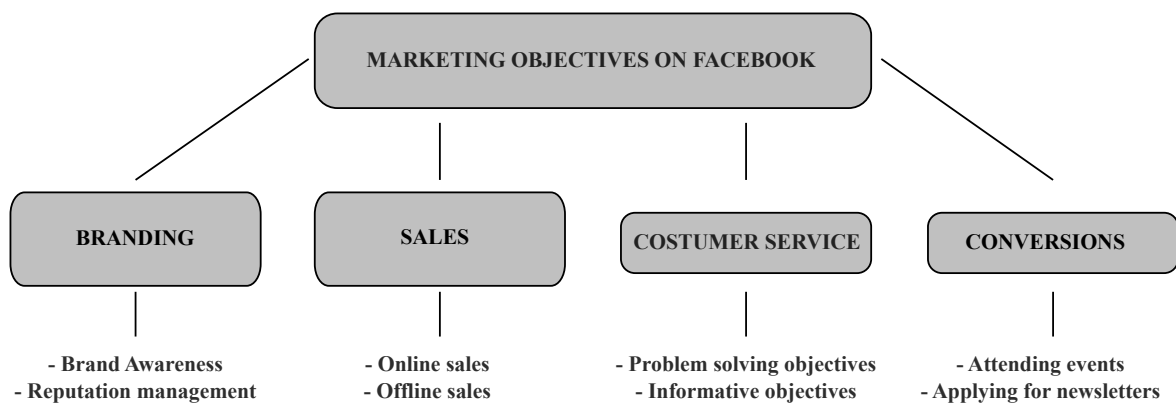 MARKETING OBJECTIVES ON FACEBOOK
BRANDING
SALES
COSTUMER SERVICE
CONVERSIONS
- Brand Awareness
- Reputation management
- Online sales
- Offline sales
- Problem solving objectives
- Informative objectives
- Attending events
- Applying for newsletters